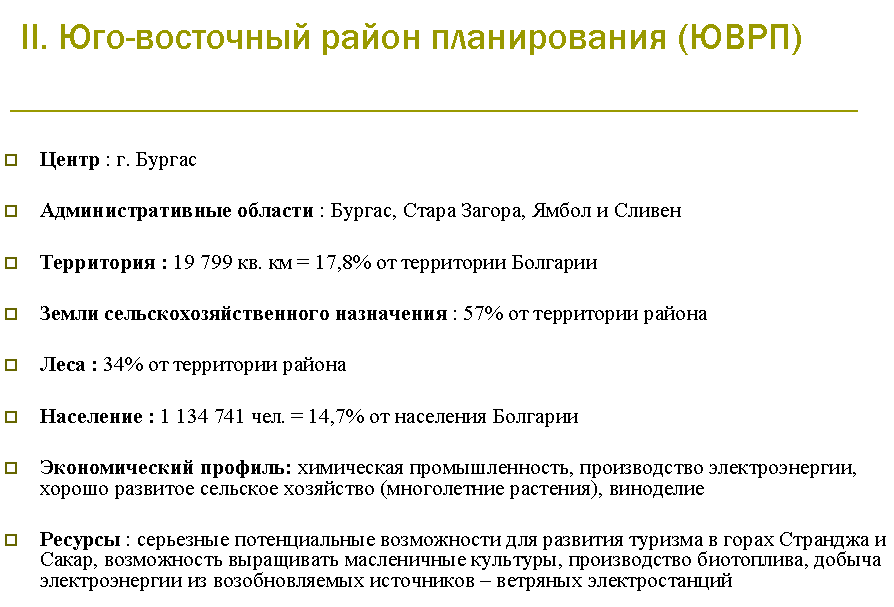 II. Юго-восточный район планирования (ЮВРП)
Центр : г. Бургас
Административные области : Бургас, Стара Загора, Ямбол и Сливен
Территория : 19 799 кв. км = 17,8% от территории Болгарии
Земли сельскохозяйственного назначения : 57% от территории района
Леса : 34% от территории района
Население : 1 134 741 чел. = 14,7% от населения Болгарии
Экономический профиль: химическая промышленность, производство электроэнергии,
хорошо развитое сельское хозяйство (многолетние растения), виноделие
Ресурсы : серьезные потенциальные возможности для развития туризма в горах Странджа и
Сакар, возможность выращивать масленичные культуры, производство биотоплива, добыча
электроэнергии из возобновляемых источников – ветряных электростанций